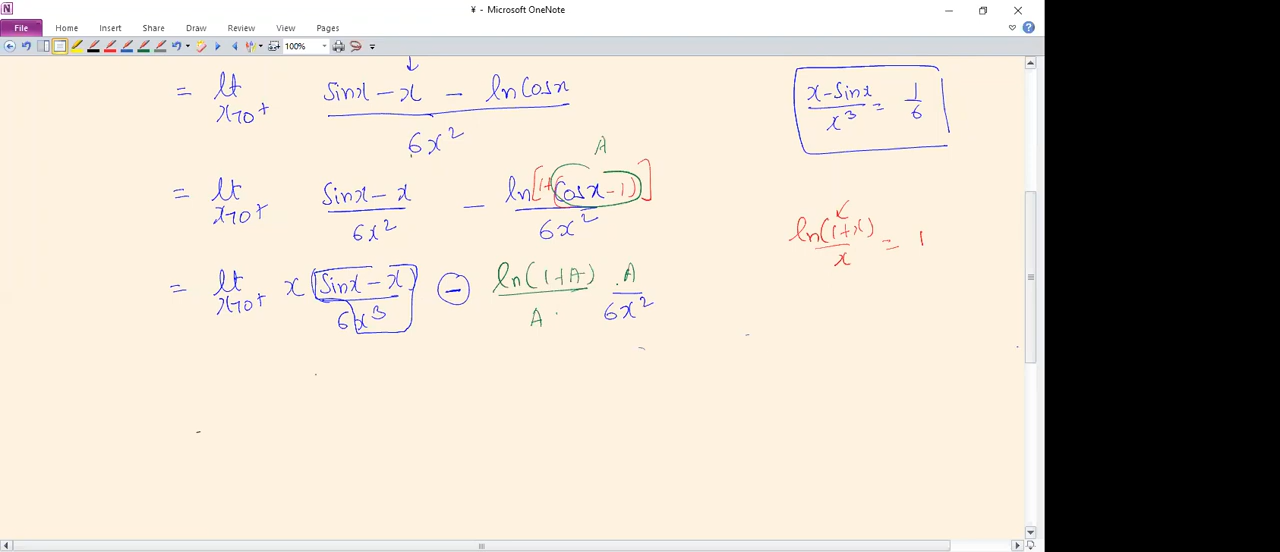 ¥ - Microsoft OneNote
File Home Insert Share Draw Review View Pages
100%
= lt x→0⁺ (sinx − x − ln Cosx) / 6x²
(x − sinx) / x³ = 1/6
A
= lt x→0⁺ (sinx − x) / 6x² − ln[1+(Cosx − 1)] / 6x²
ln(1+x) / x = 1
= lt x→0⁺ x (sinx − x) / 6x³ − ln(1+A) / A · A / 6x²